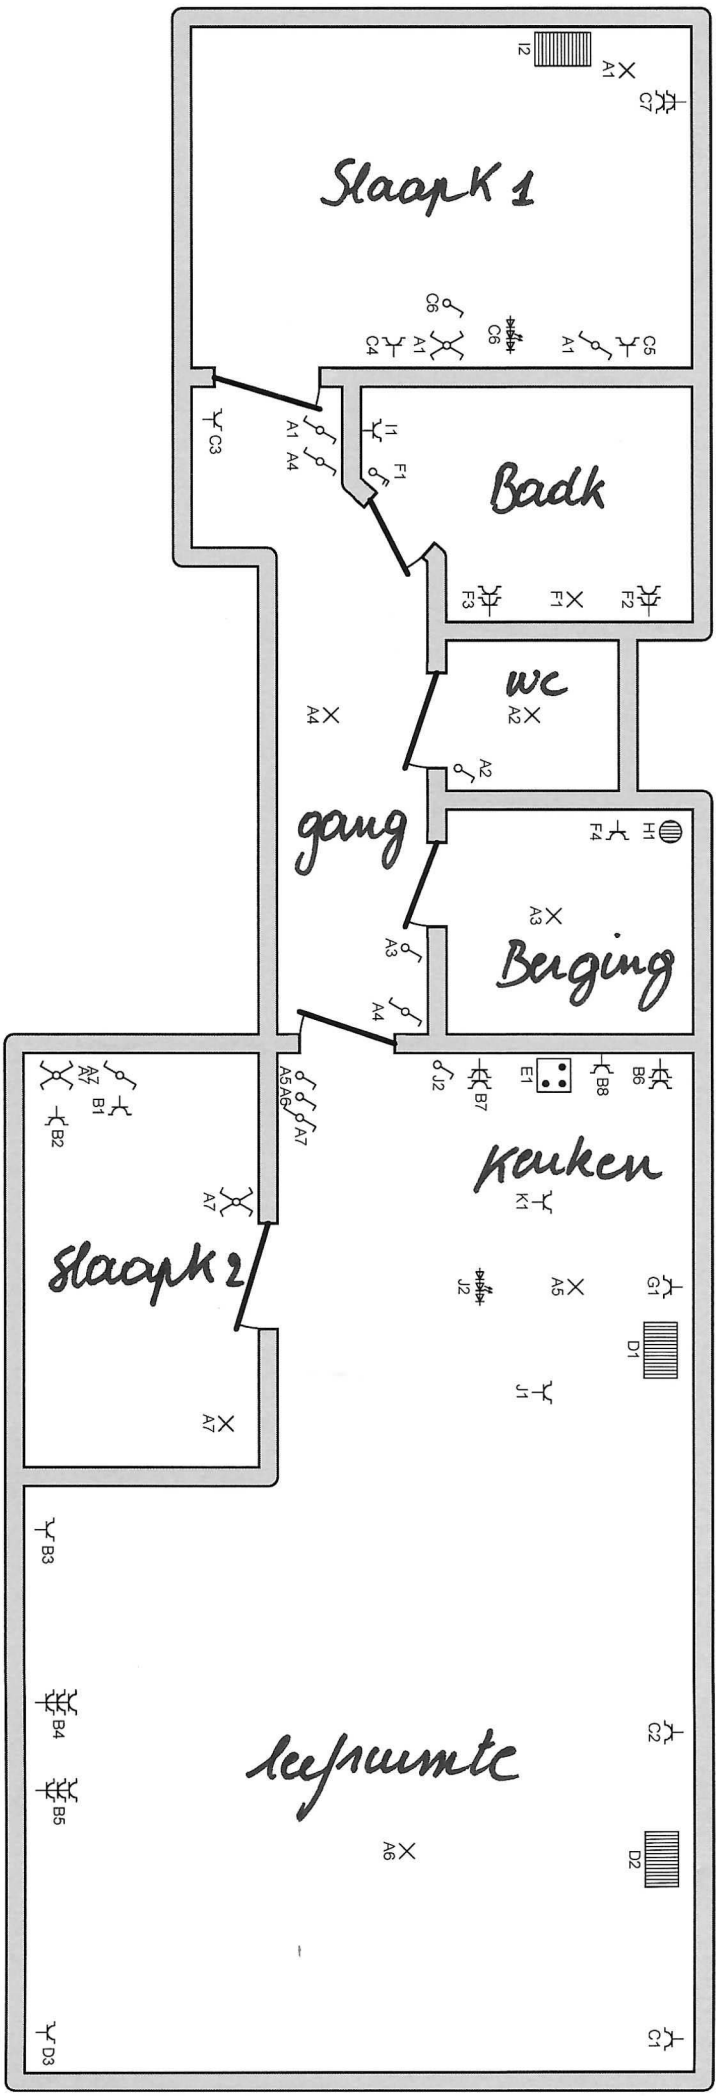 I2
A1
C7
SlaapK 1
C6
C6
C4
A1
A1
C5
C3
A1
A4
I1
F1
Badk
F3
F1
F2
wc
A4
A2
A2
gang
F4
H1
A3
A3
Berging
A4
A7
B1
B2
A5
A6
A7
J2
B7
E1
B8
B6
Keuken
K1
A7
SlaapK 2
J2
A5
G1
D1
J1
A7
B3
B4
C2
leefruimte
B5
A6
D2
D3
C1